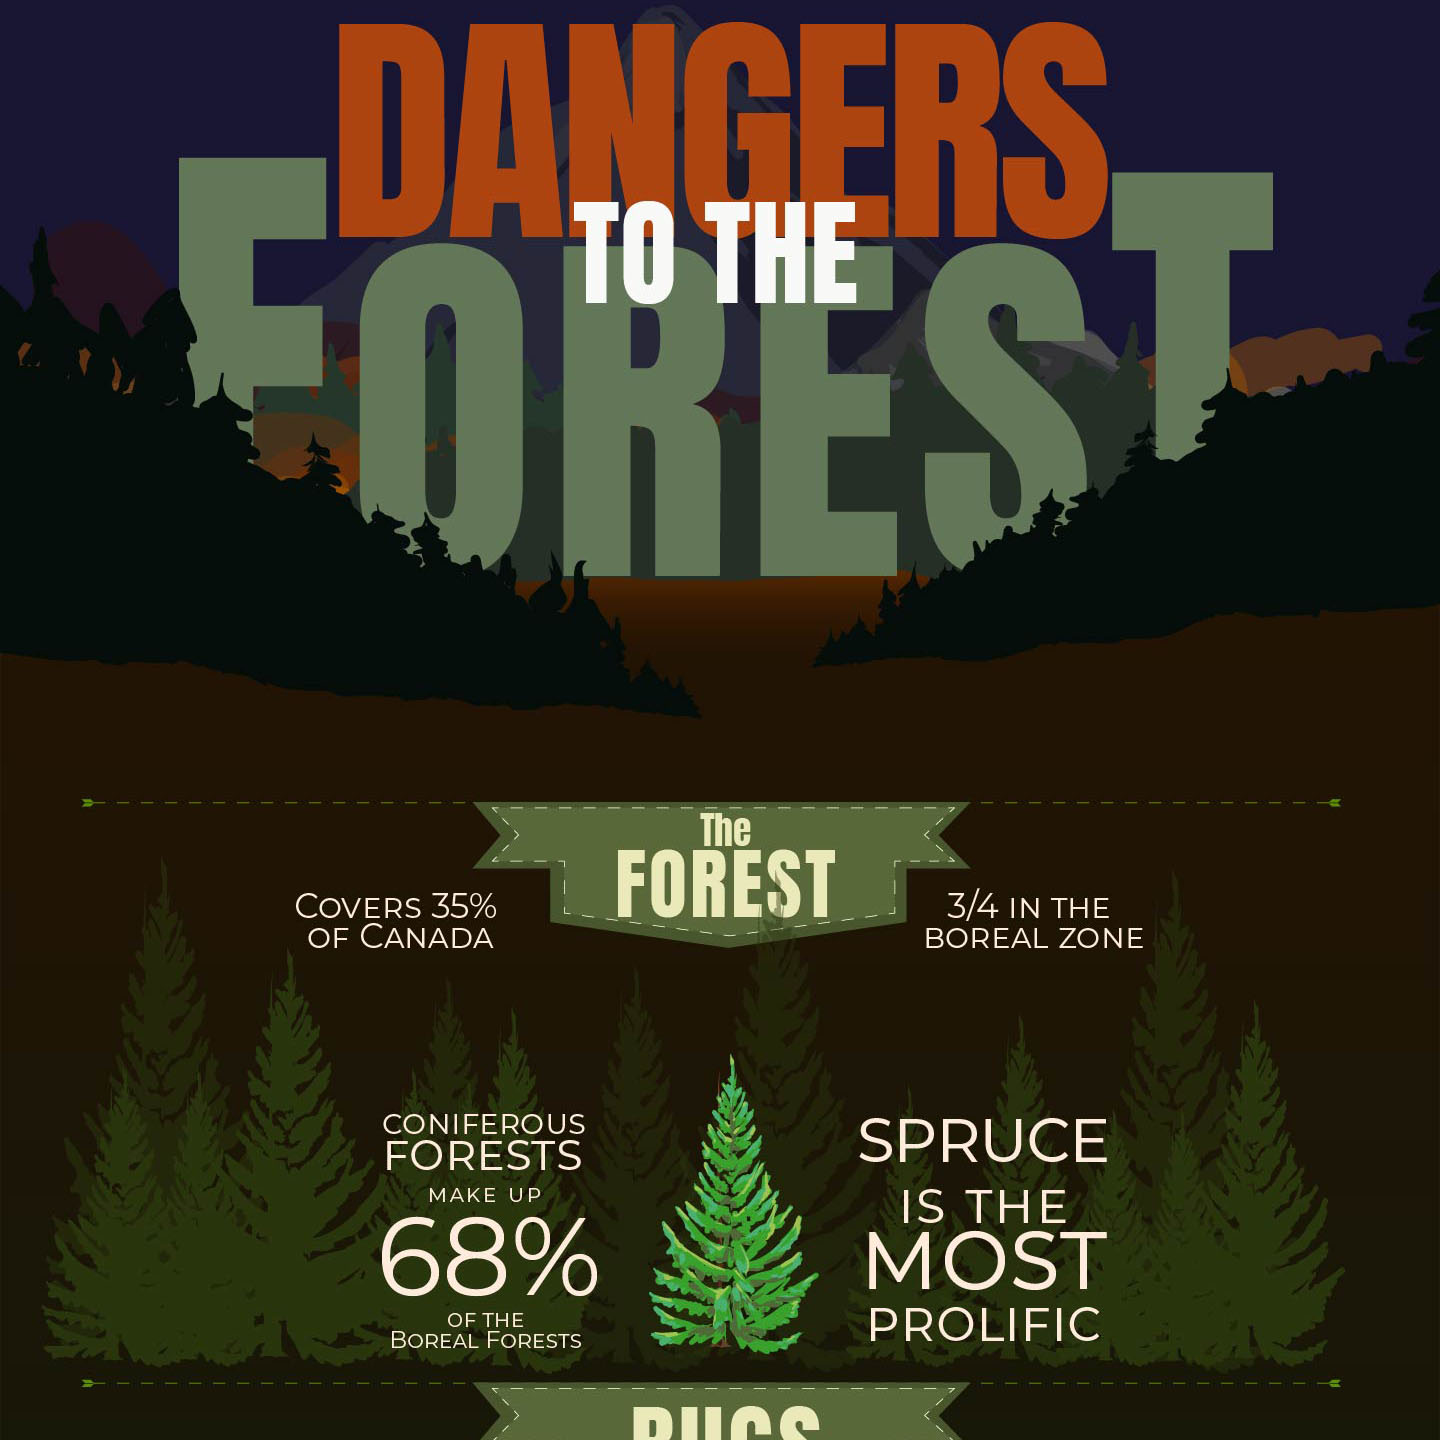 DANGERS
TO THE
FOREST
The
FOREST
COVERS 35%
OF CANADA
3/4 IN THE
BOREAL ZONE
CONIFEROUS
FORESTS
MAKE UP
68%
OF THE
BOREAL FORESTS
SPRUCE
IS THE
MOST
PROLIFIC
BUGS